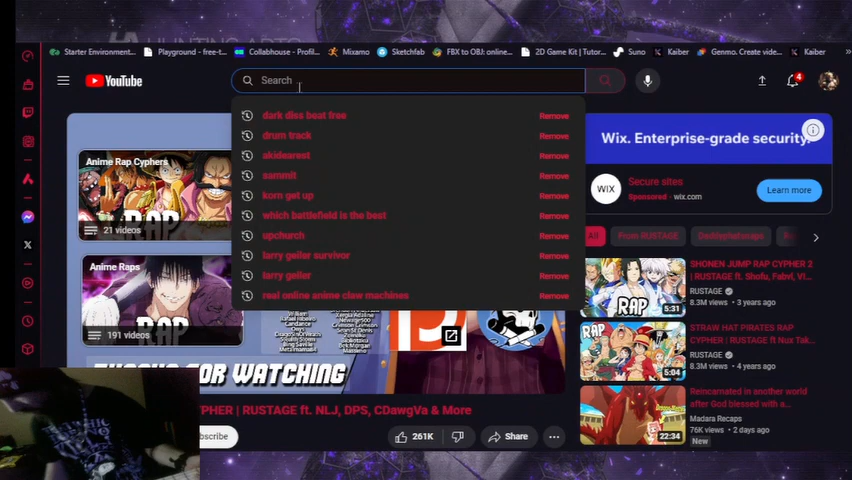 Starter Environment...
Playground - free-t...
Collabhouse - Profil...
Mixamo
Sketchfab
FBX to OBJ: online...
2D Game Kit | Tutor...
Suno
Kaiber
Genmo. Create vide...
Kaiber
YouTube
Search
4
dark diss beat free
Remove
drum track
Remove
akidearest
Remove
sammit
Remove
korn get up
Remove
which battlefield is the best
Remove
upchurch
Remove
larry geiler survivor
Remove
larry geiler
Remove
real online anime claw machines
Remove
Anime Rap Cyphers
RAP
21 videos
Anime Raps
191 videos
WATCHING
Wix. Enterprise-grade security.
WIX
Secure sites
Sponsored · wix.com
Learn more
All
From RUSTAGE
SHONEN JUMP RAP CYPHER 2
| RUSTAGE ft. Shofu, Fabvl, VI...
RUSTAGE
8.3M views · 3 years ago
RAP
5:31
STRAW HAT PIRATES RAP
CYPHER | RUSTAGE ft Nux Tak...
RUSTAGE
8.3M views · 4 years ago
RAP
5:04
Reincarnated in another world
after God blessed with a...
Madara Recaps
76K views · 2 days ago
New
22:34
YPHER | RUSTAGE ft. NLJ, DPS, CDawgVa & More
bscribe
261K
Share